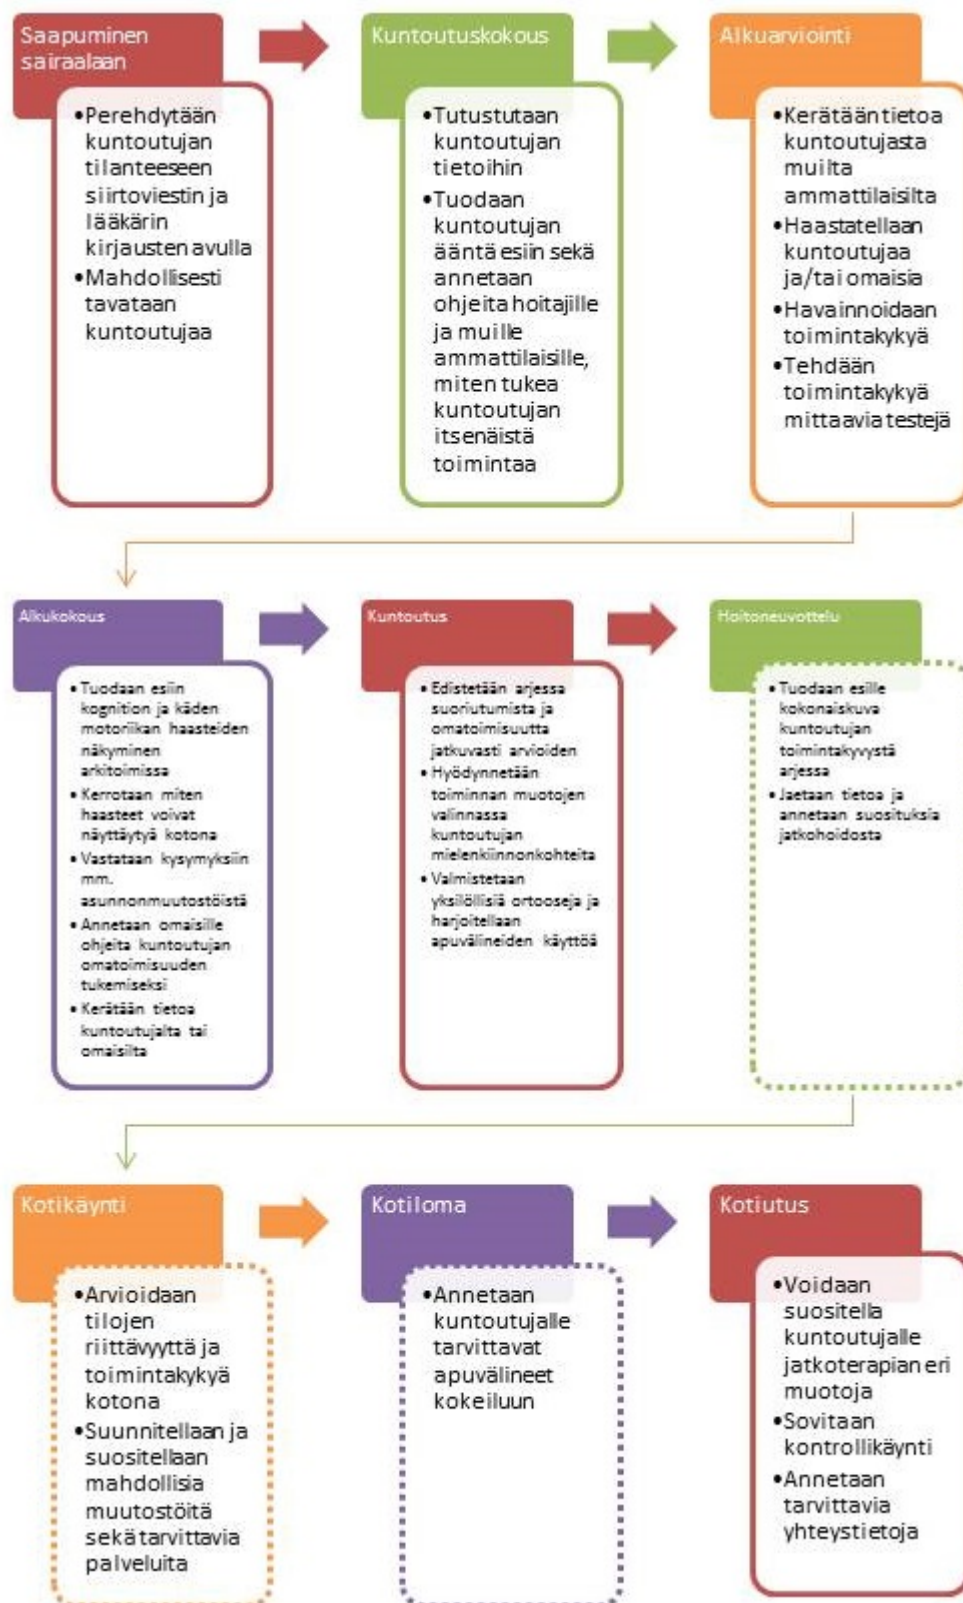 Saapuminen
sairaalaan
•Perehdytään
kuntoutujan
tilanteeseen
siirtoviestin ja
lääkärin
kirjausten avulla
•Mahdollisesti
tavataan
kuntoutujaa
Kuntoutuskokous
•Tutustutaan
kuntoutujan
tietoihin
•Tuodaan
kuntoutujan
ääntä esiin sekä
annetaan
ohjeita hoitajille
ja muille
ammattilaisille,
miten tukea
kuntoutujan
itsenäistä
toimintaa
Alkuarviointi
•Kerätään tietoa
kuntoutujasta
muilta
ammattilaisilta
•Haastatellaan
kuntoutujaa
ja/tai omaisia
•Havainnoidaan
toimintakykyä
•Tehdään
toimintakykyä
mittaavia testejä
Alkukokous
• Tuodaan esiin
kognition ja käden
motoriikan haasteiden
näkyminen
arkitoimissa
• Kerrotaan miten
haasteet voivat
näyttäytyä kotona
• Vastataan kysymyksiin
mm.
asunnonmuutostöistä
• Annetaan omaisille
ohjeita kuntoutujan
omatoimisuuden
tukemiseksi
• Kerätään tietoa
kuntoutujalta tai
omaisilta
Kuntoutus
• Edistetään arjessa
suoriutumista ja
omatoimisuutta
jatkuvasti arvioiden
• Hyödynnetään
toiminnan muotojen
valinnassa
kuntoutujan
mielenkiinnonkohteita
• Valmistetaan
yksilöllisiä ortooseja ja
harjoitellaan
apuvälineiden käyttöä
Hoitoneuvottelu
• Tuodaan esille
kokonaiskuva
kuntoutujan
toimintakyvystä
arjessa
• Jaetaan tietoa ja
annetaan suosituksia
jatkohoidosta
Kotikäynti
•Arvioidaan
tilojen
riittävyyttä ja
toimintakykyä
kotona
•Suunnitellaan ja
suositellaan
mahdollisia
muutostöitä
sekä tarvittavia
palveluita
Kotiloma
•Annetaan
kuntoutujalle
tarvittavat
apuvälineet
kokeiluun
Kotiutus
•Voidaan
suositella
kuntoutujalle
jatkoterapian eri
muotoja
•Sovitaan
kontrollikäynti
•Annetaan
tarvittavia
yhteystietoja